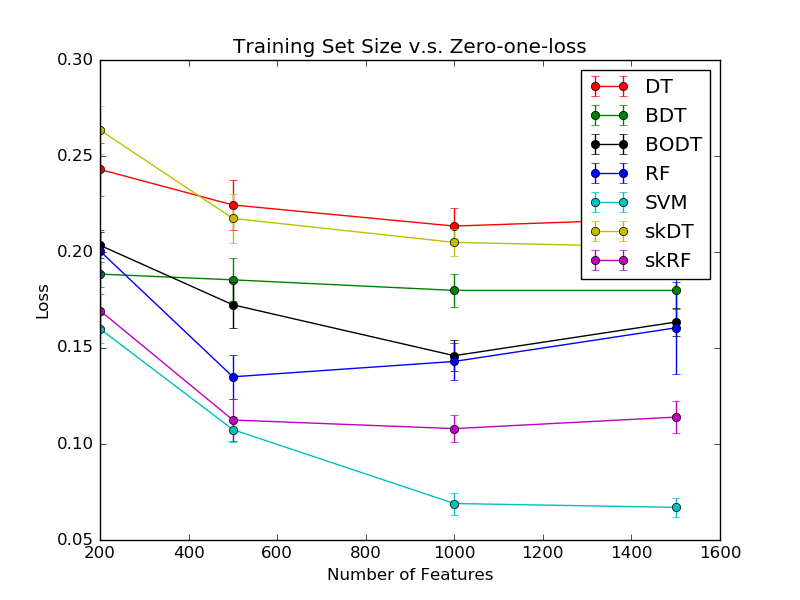 Training Set Size v.s. Zero-one-loss
0.30
0.25
0.20
0.15
0.10
0.05
Loss
DT
BDT
BODT
RF
SVM
skDT
skRF
200
400
600
800
1000
1200
1400
1600
Number of Features